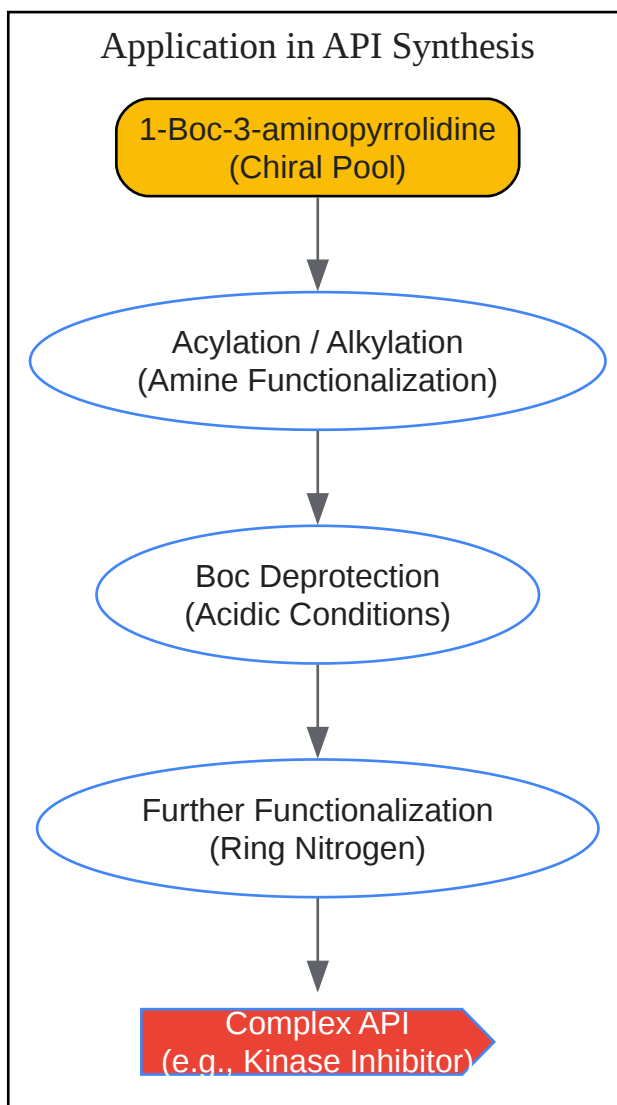 Application in API Synthesis
1-Boc-3-aminopyrrolidine
(Chiral Pool)
Acylation / Alkylation
(Amine Functionalization)
Boc Deprotection
(Acidic Conditions)
Further Functionalization
(Ring Nitrogen)
Complex API
(e.g., Kinase Inhibitor)